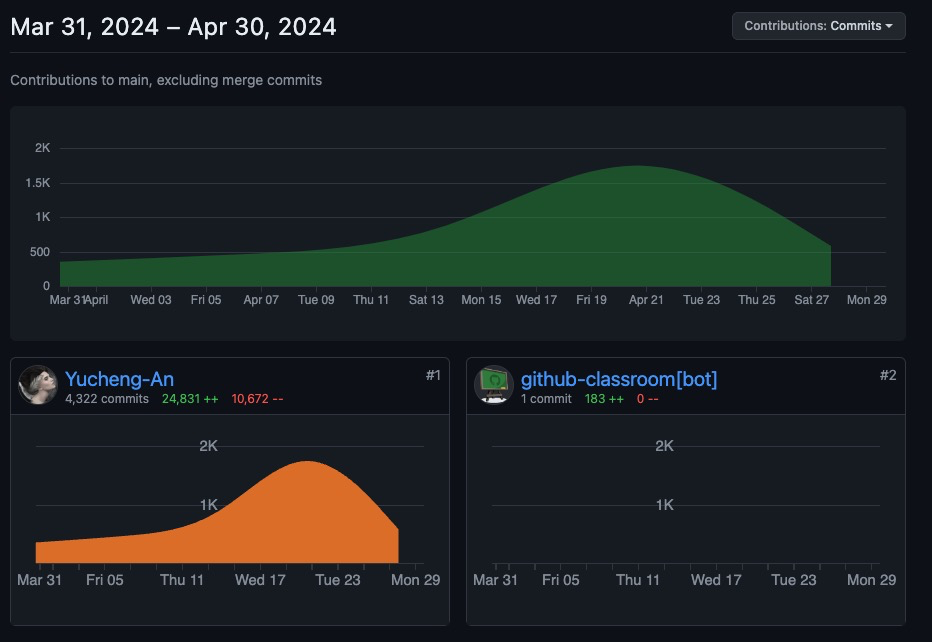 Mar 31, 2024 – Apr 30, 2024
Contributions: Commits
Contributions to main, excluding merge commits
2K
1.5K
1K
500
0
Mar 31 April Wed 03 Fri 05 Apr 07 Tue 09 Thu 11 Sat 13 Mon 15 Wed 17 Fri 19 Apr 21 Tue 23 Thu 25 Sat 27 Mon 29
Yucheng-An
#1
4,322 commits 24,831 ++ 10,672 --
2K
1K
Mar 31 Fri 05 Thu 11 Wed 17 Tue 23 Mon 29
github-classroom[bot]
#2
1 commit 183 ++ 0 --
2K
1K
Mar 31 Fri 05 Thu 11 Wed 17 Tue 23 Mon 29